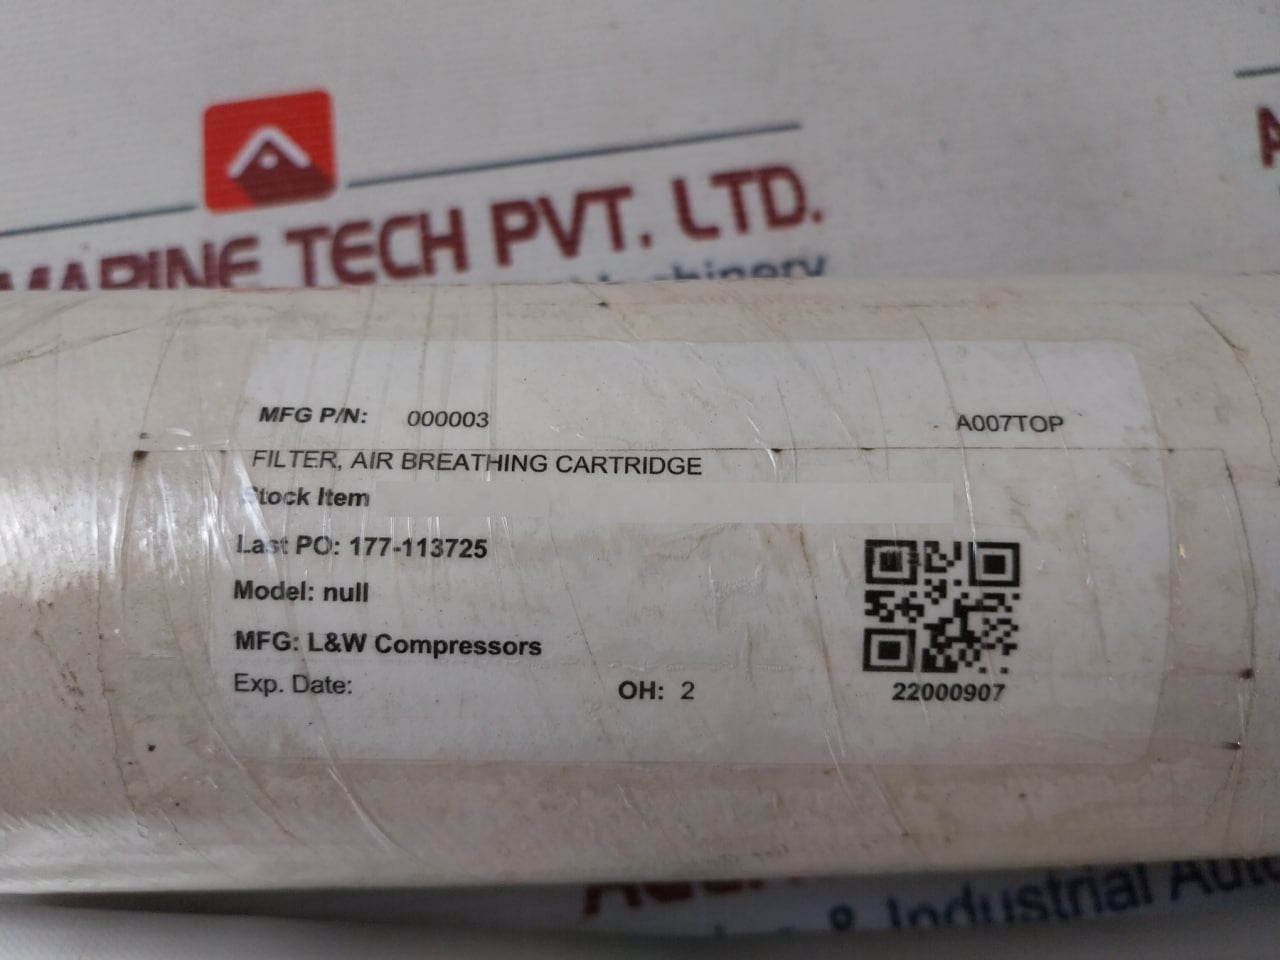 MARINE TECH PVT. LTD.
MFG P/N: 000003 A007TOP
FILTER, AIR BREATHING CARTRIDGE
Stock Item
Last PO: 177-113725
Model: null
MFG: L&W Compressors
Exp. Date: OH: 2
22000907
& Industrial